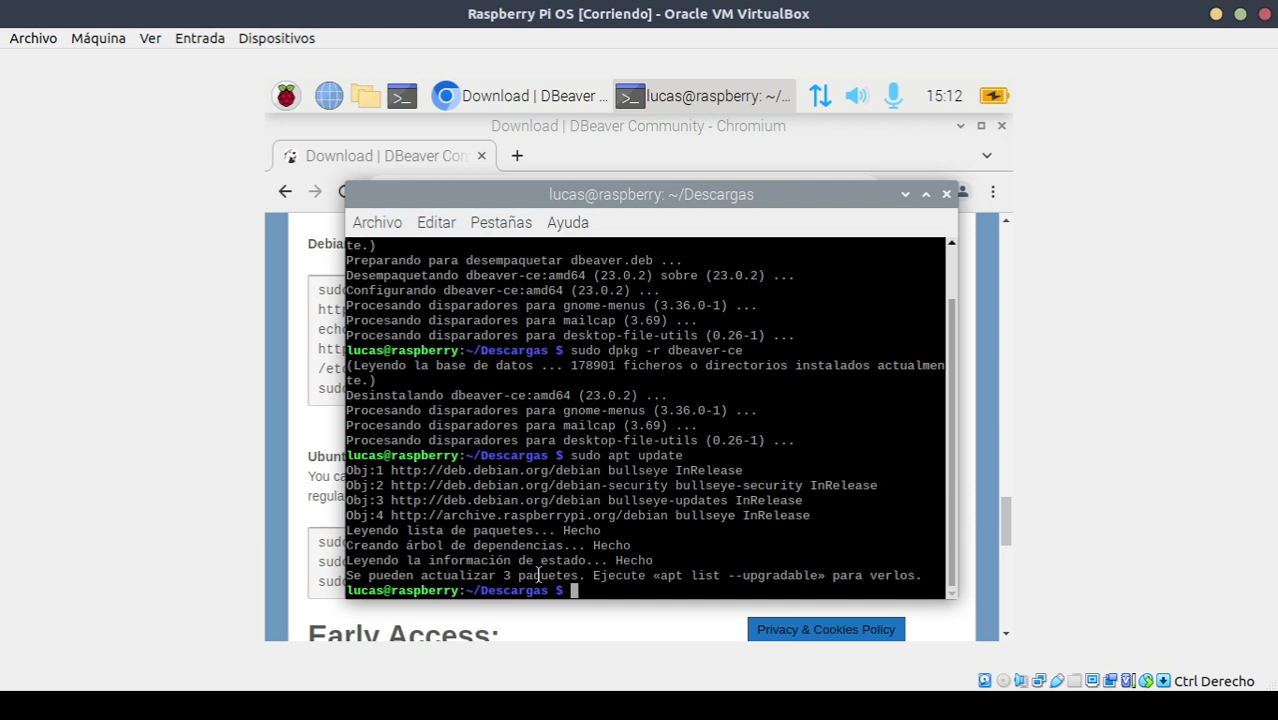 Raspberry Pi OS [Corriendo] - Oracle VM VirtualBox
Archivo Máquina Ver Entrada Dispositivos
Download | DBeaver ... lucas@raspberry: ~/... 15:12
Download | DBeaver Community - Chromium
Download | DBeaver Con
lucas@raspberry: ~/Descargas
Archivo Editar Pestañas Ayuda
te.)
Preparando para desempaquetar dbeaver.deb ...
Desempaquetando dbeaver-ce:amd64 (23.0.2) sobre (23.0.2) ...
Configurando dbeaver-ce:amd64 (23.0.2) ...
Procesando disparadores para gnome-menus (3.36.0-1) ...
Procesando disparadores para mailcap (3.69) ...
Procesando disparadores para desktop-file-utils (0.26-1) ...
lucas@raspberry:~/Descargas $ sudo dpkg -r dbeaver-ce
(Leyendo la base de datos ... 178901 ficheros o directorios instalados actualmen
te.)
Desinstalando dbeaver-ce:amd64 (23.0.2) ...
Procesando disparadores para gnome-menus (3.36.0-1) ...
Procesando disparadores para mailcap (3.69) ...
Procesando disparadores para desktop-file-utils (0.26-1) ...
lucas@raspberry:~/Descargas $ sudo apt update
Obj:1 http://deb.debian.org/debian bullseye InRelease
Obj:2 http://deb.debian.org/debian-security bullseye-security InRelease
Obj:3 http://deb.debian.org/debian bullseye-updates InRelease
Obj:4 http://archive.raspberrypi.org/debian bullseye InRelease
Leyendo lista de paquetes... Hecho
Creando árbol de dependencias... Hecho
Leyendo la información de estado... Hecho
Se pueden actualizar 3 paquetes. Ejecute «apt list --upgradable» para verlos.
lucas@raspberry:~/Descargas $
Debia
sudo
http
echo
http
/etc
sudo
Ubun
You c
regula
sudo
sudo
sudo
Early Access:
Privacy & Cookies Policy
Ctrl Derecho